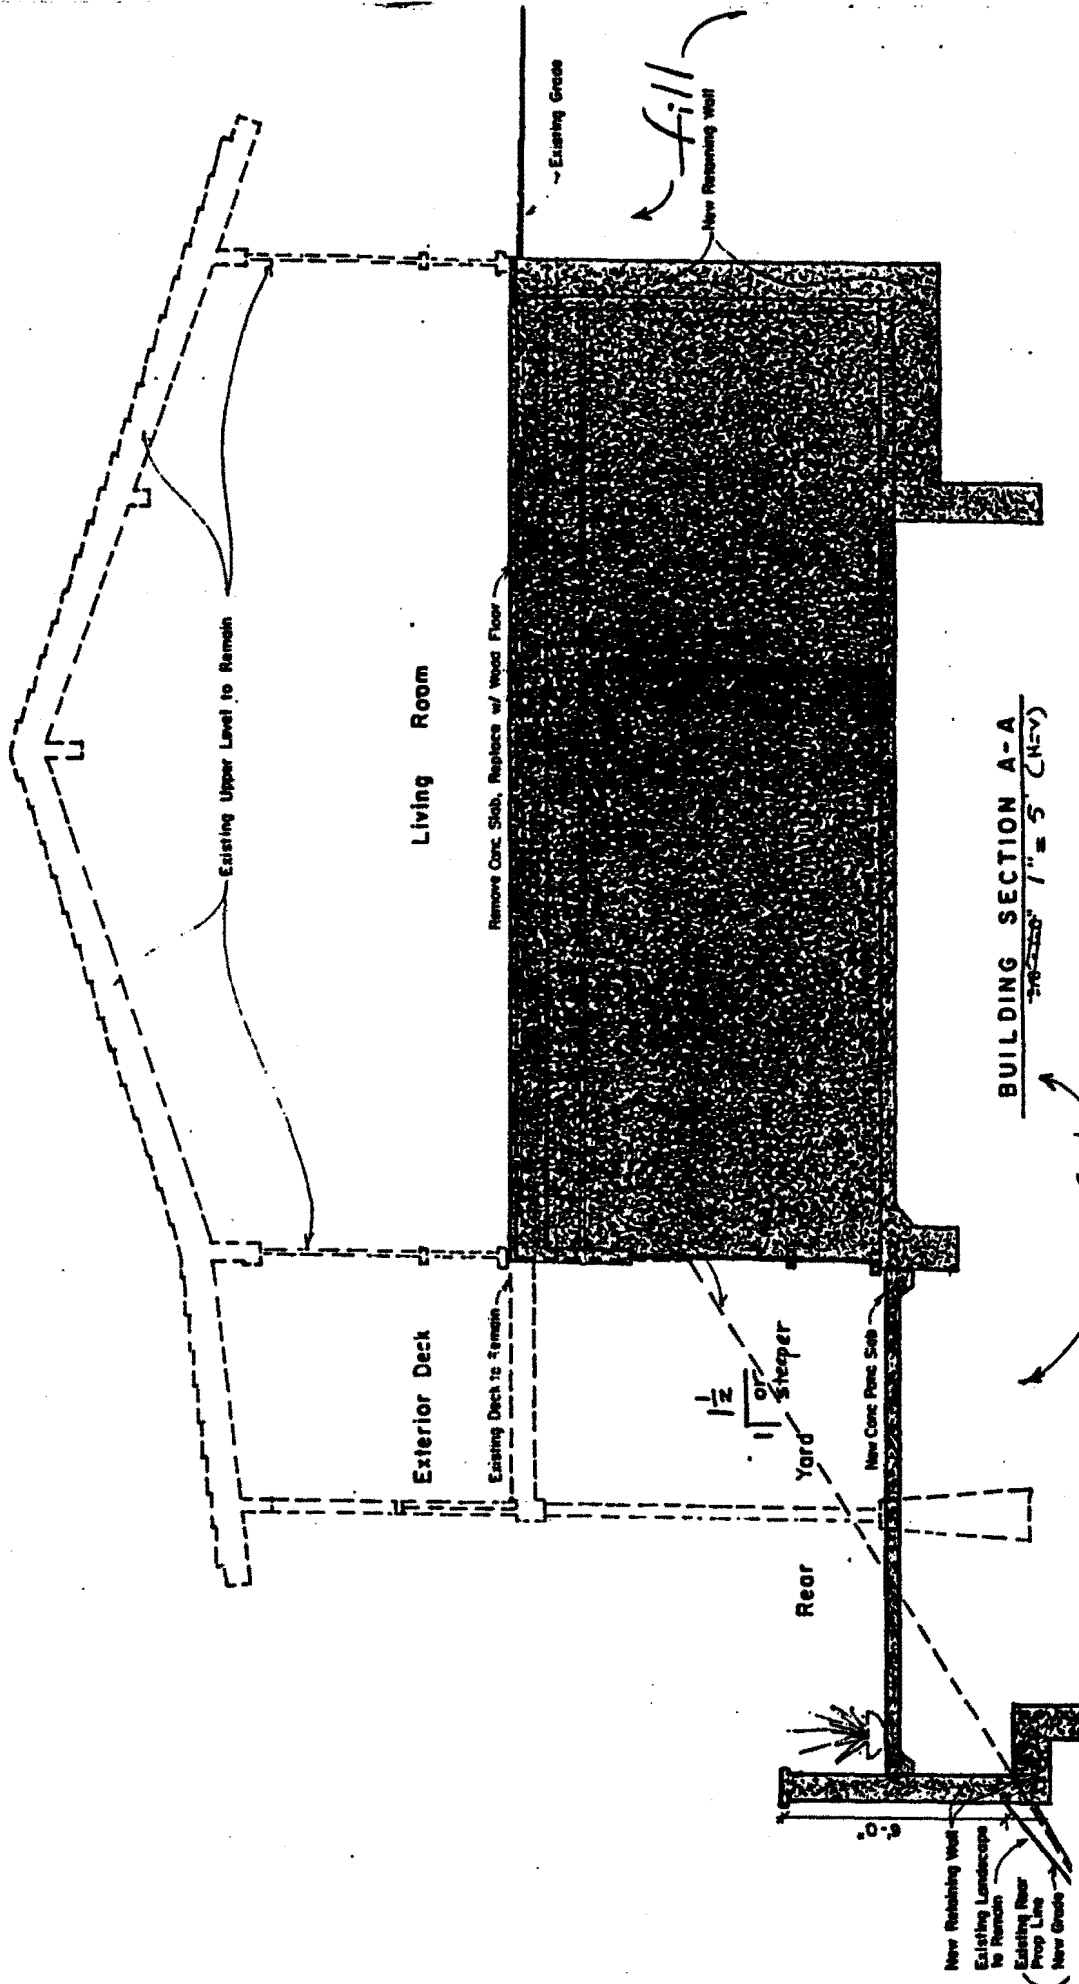 Existing Grade
fill
New Retaining Wall
Existing Upper Level to Remain
Living Room
Remove Conc Slab, Replace w/ Wood Floor
Exterior Deck
Existing Deck to Remain
1 1/2
1
or
steeper
Rear Yard
New Conc Patio Slab
New Retaining Wall
Existing Landscape
to Remain
Existing Rear
Prop Line
New Grade
BUILDING SECTION A-A
1" = 5' (H=V)